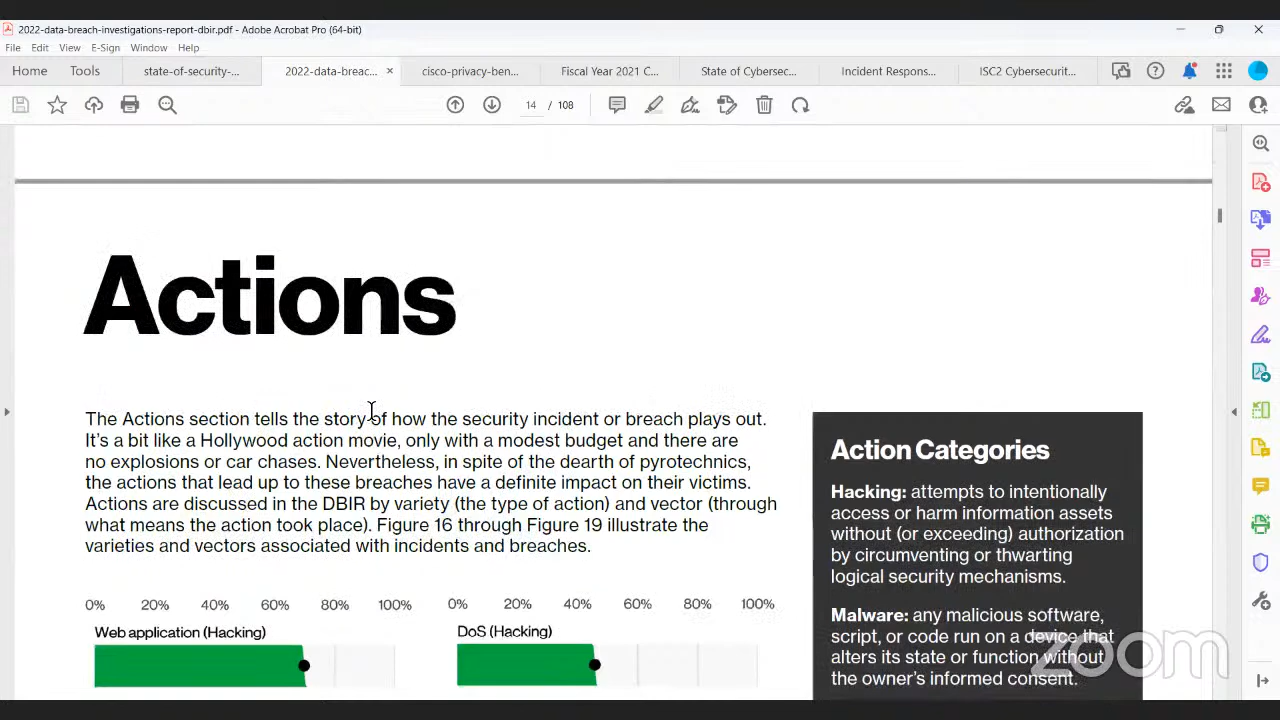 2022-data-breach-investigations-report-dbir.pdf - Adobe Acrobat Pro (64-bit)
File Edit View E-Sign Window Help
Home Tools state-of-security-... 2022-data-breac... × cisco-privacy-ben... Fiscal Year 2021 C... State of Cybersec... Incident Respons... ISC2 Cybersecurit...
14 / 108
Actions
The Actions section tells the story of how the security incident or breach plays out.
It's a bit like a Hollywood action movie, only with a modest budget and there are
no explosions or car chases. Nevertheless, in spite of the dearth of pyrotechnics,
the actions that lead up to these breaches have a definite impact on their victims.
Actions are discussed in the DBIR by variety (the type of action) and vector (through
what means the action took place). Figure 16 through Figure 19 illustrate the
varieties and vectors associated with incidents and breaches.
0% 20% 40% 60% 80% 100%
Web application (Hacking)
0% 20% 40% 60% 80% 100%
DoS (Hacking)
Action Categories
Hacking: attempts to intentionally
access or harm information assets
without (or exceeding) authorization
by circumventing or thwarting
logical security mechanisms.
Malware: any malicious software,
script, or code run on a device that
alters its state or function without
the owner's informed consent.
zoom